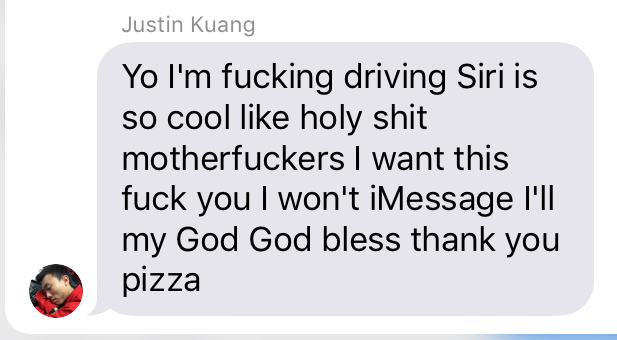 Justin Kuang
Yo I'm fucking driving Siri is
so cool like holy shit
motherfuckers I want this
fuck you I won't iMessage I'll
my God God bless thank you
pizza